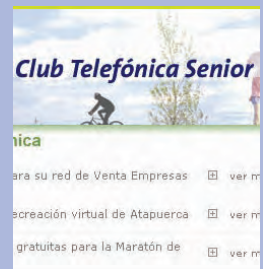 Club Telefónica Senior
nica
ara su red de Venta Empresas ver m
ecreación virtual de Atapuerca ver m
gratuitas para la Maratón de ver m